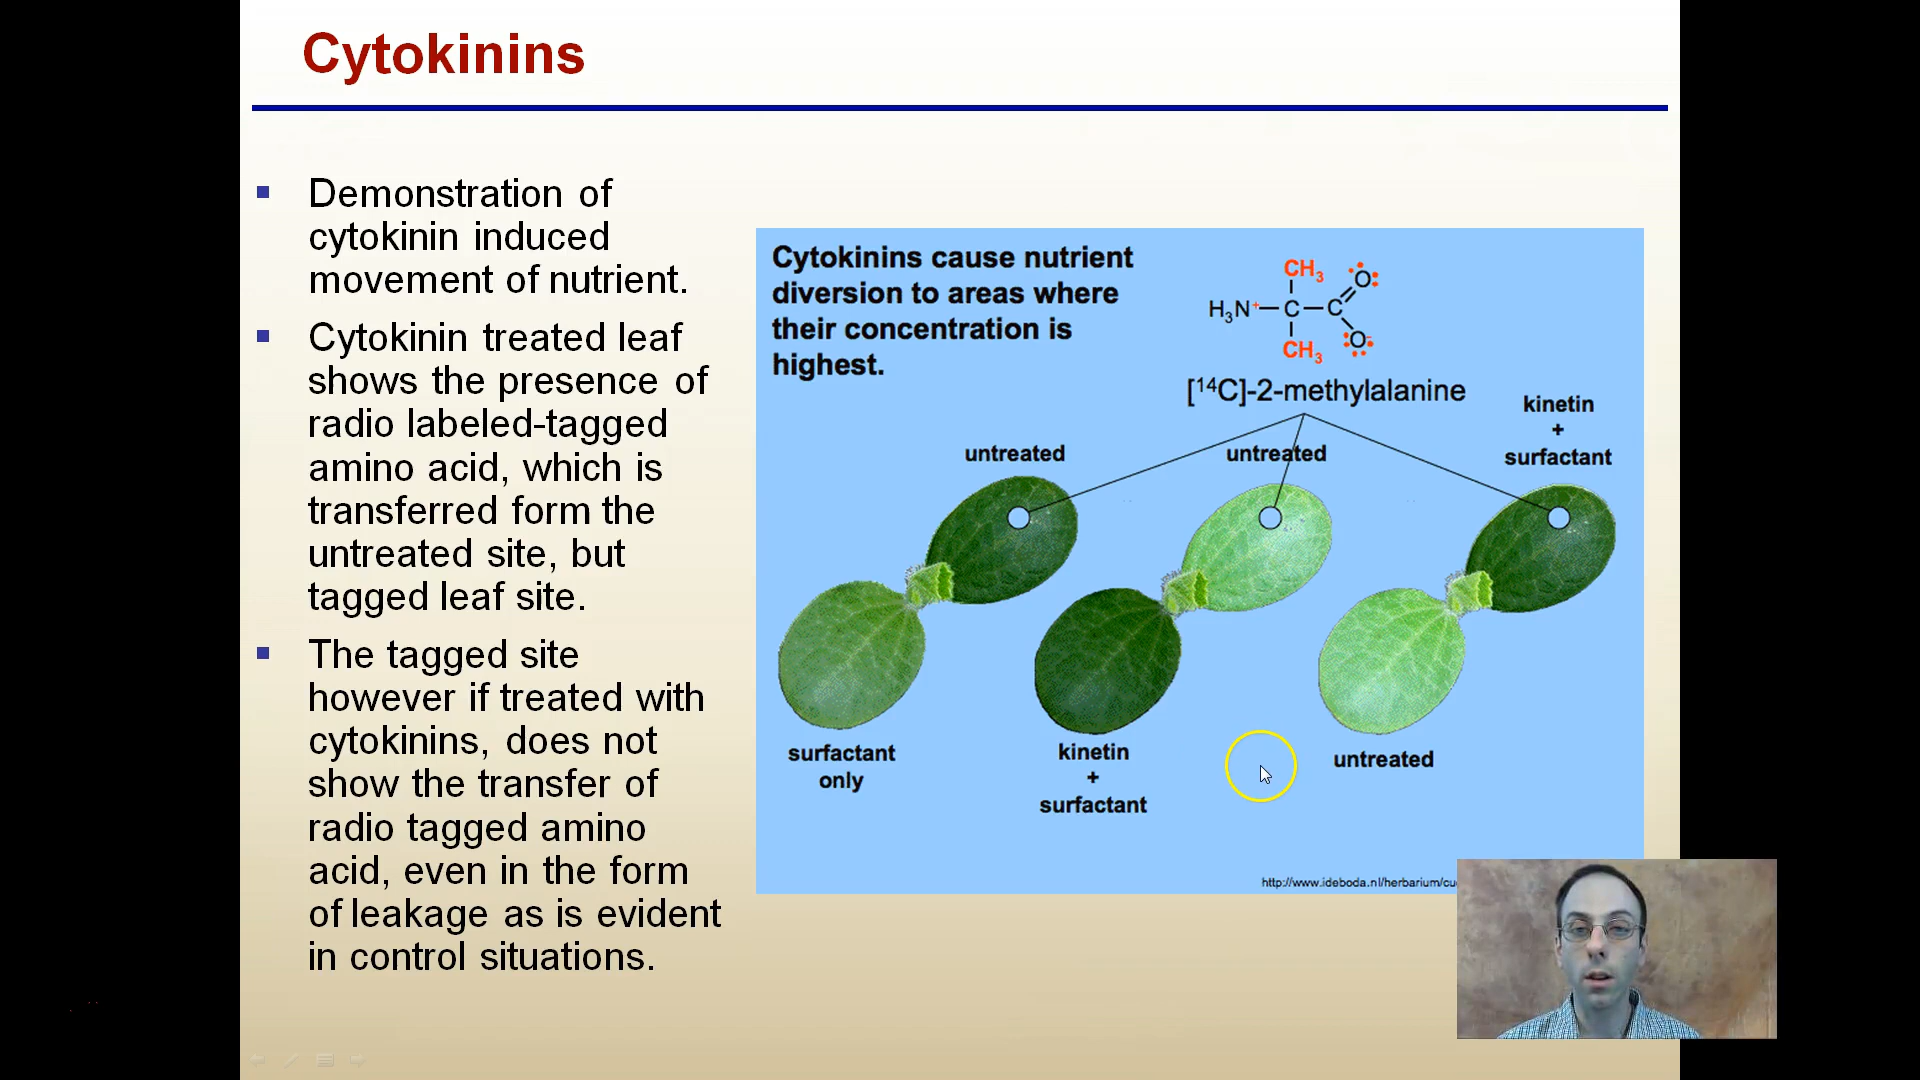 Cytokinins
Demonstration of
cytokinin induced
movement of nutrient.
Cytokinin treated leaf
shows the presence of
radio labeled-tagged
amino acid, which is
transferred form the
untreated site, but
tagged leaf site.
The tagged site
however if treated with
cytokinins, does not
show the transfer of
radio tagged amino
acid, even in the form
of leakage as is evident
in control situations.
Cytokinins cause nutrient
diversion to areas where
their concentration is
highest.
CH3 O
H3N+ C C
CH3 O-
[¹⁴C]-2-methylalanine
kinetin
+
surfactant
untreated
untreated
surfactant
only
kinetin
+
surfactant
untreated
http://www.ideboda.nl/herbarium/cu